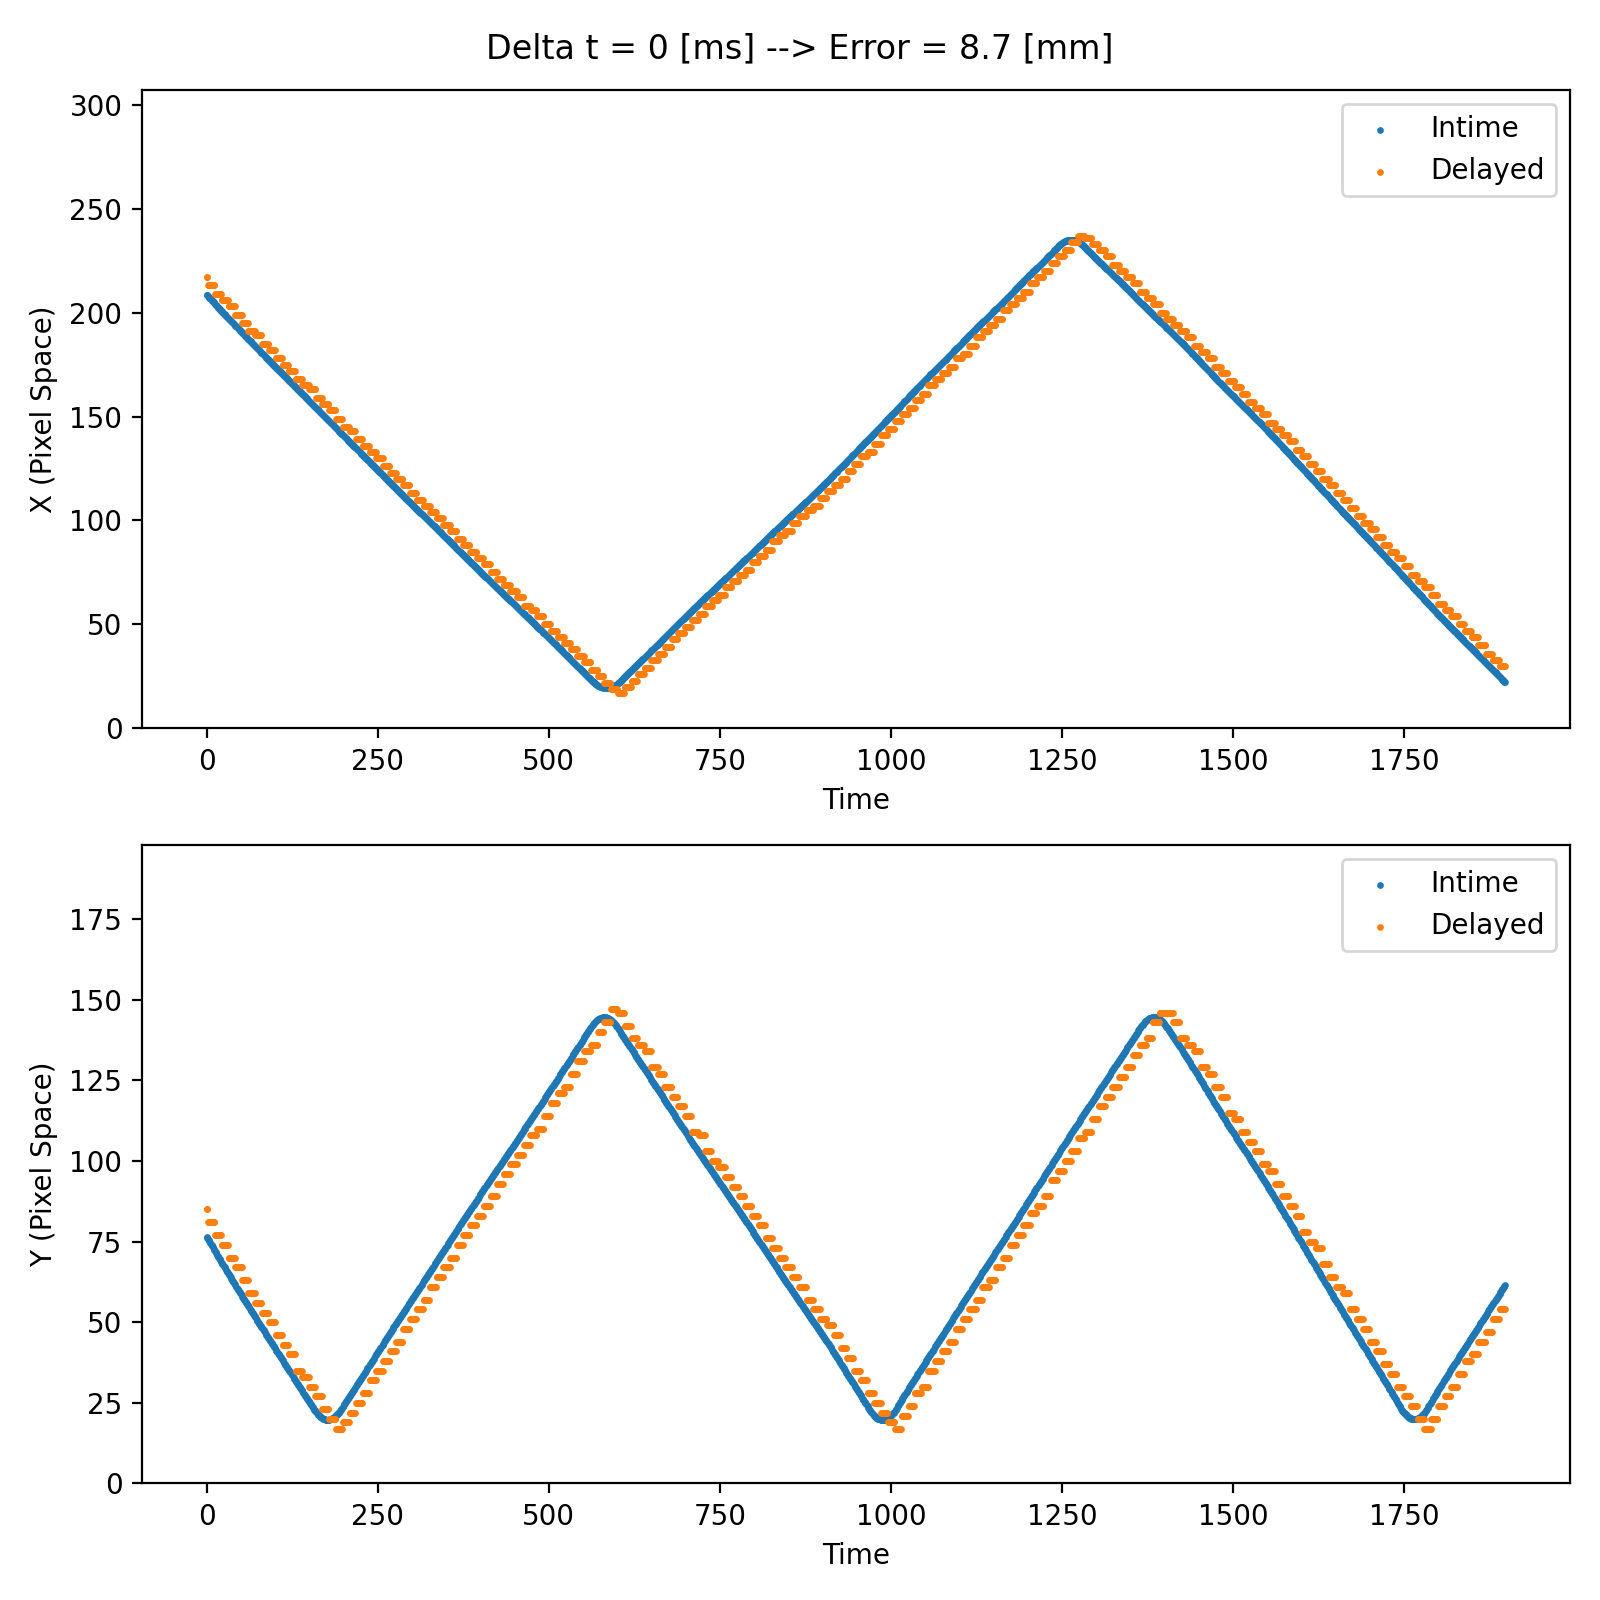 Delta t = 0 [ms] --> Error = 8.7 [mm]
300
250
200
150
100
50
0
X (Pixel Space)
Intime
Delayed
0 250 500 750 1000 1250 1500 1750
Time
175
150
125
100
75
50
25
0
Y (Pixel Space)
Intime
Delayed
0 250 500 750 1000 1250 1500 1750
Time